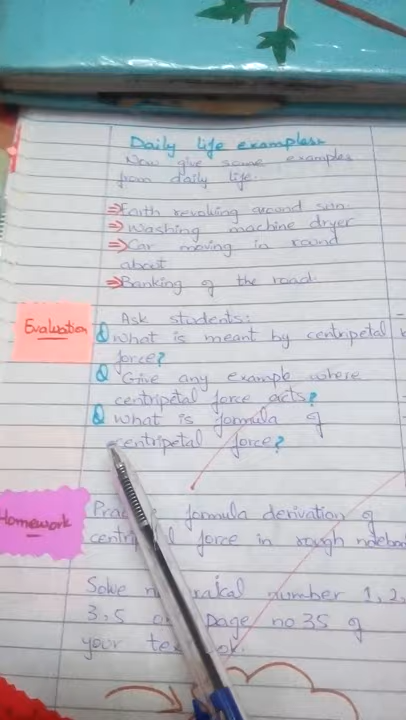 Daily life examples:
Now give some examples
from daily life.
⇒Earth revolving around sun.
⇒Washing machine dryer
⇒Car moving in round
about
⇒Banking of the road.
Evaluation
Ask students:
Q What is meant by centripetal
force?
Q Give any example where
centripetal force acts?
Q What is formula of
centripetal force?
Homework
formula derivation of
force in rough
Solve number 1, 2,
3, 5 page no 35 of
your